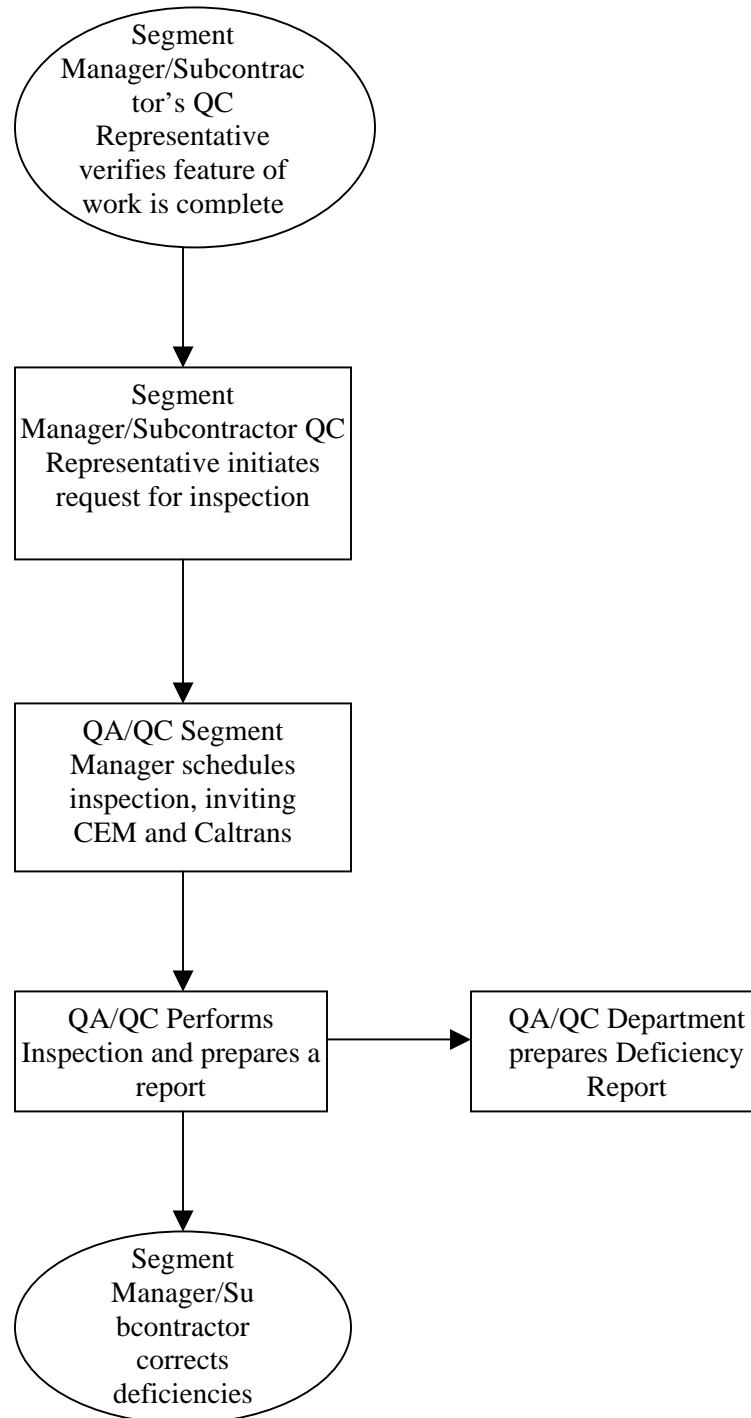 Segment
Manager/Subcontrac
tor’s QC
Representative
verifies feature of
work is complete
Segment
Manager/Subcontractor QC
Representative initiates
request for inspection
QA/QC Segment
Manager schedules
inspection, inviting
CEM and Caltrans
QA/QC Performs
Inspection and prepares a
report
QA/QC Department
prepares Deficiency
Report
Segment
Manager/Su
bcontractor
corrects
deficiencies